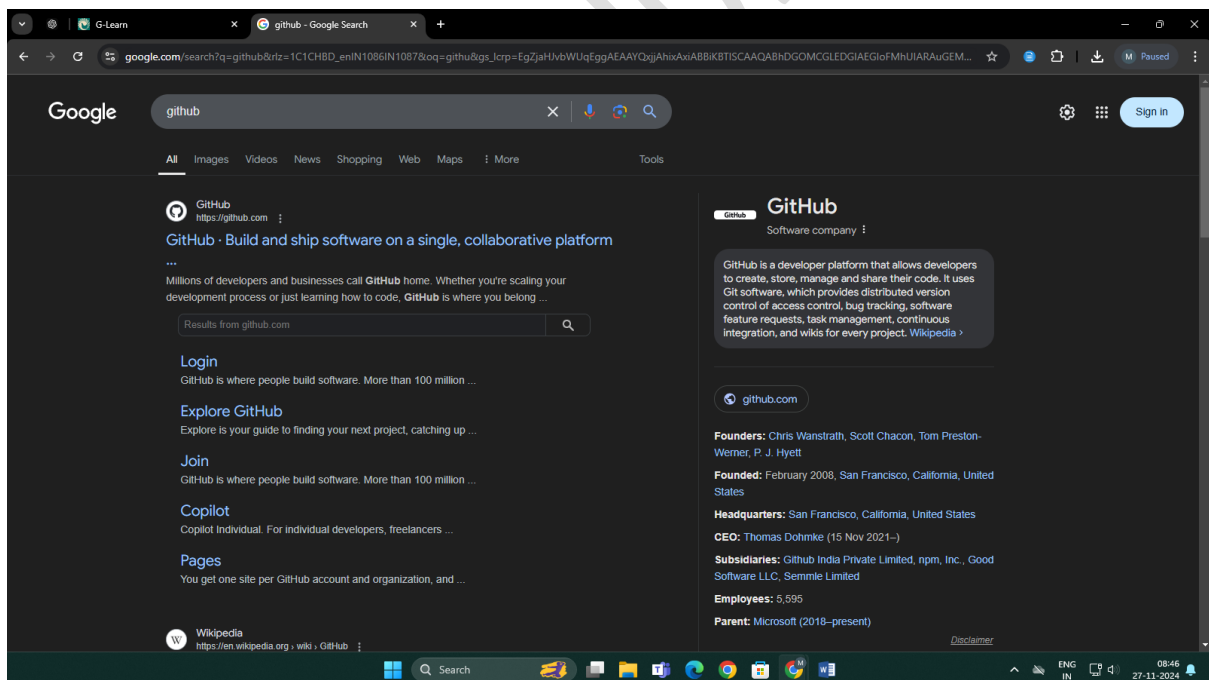 G-Learn
github - Google Search
google.com/search?q=github&rlz=1C1CHBD_enIN1086IN1087&oq=githu&gs_lcrp=EgZjaHJvbWUqEggAEAAYQxjjAhixAxiABBiKBTISCAAQABhDGOMCGLEDGIAEGIoFMhUIARAuGEM...
Paused
Google
github
Sign in
All Images Videos News Shopping Web Maps More Tools
GitHub
https://github.com
GitHub · Build and ship software on a single, collaborative platform
...
Millions of developers and businesses call GitHub home. Whether you're scaling your
development process or just learning how to code, GitHub is where you belong ...
Results from github.com
Login
GitHub is where people build software. More than 100 million ...
Explore GitHub
Explore is your guide to finding your next project, catching up ...
Join
GitHub is where people build software. More than 100 million ...
Copilot
Copilot Individual. For individual developers, freelancers ...
Pages
You get one site per GitHub account and organization, and ...
W
Wikipedia
https://en.wikipedia.org › wiki › GitHub
GitHub
GitHub
Software company
GitHub is a developer platform that allows developers
to create, store, manage and share their code. It uses
Git software, which provides distributed version
control of access control, bug tracking, software
feature requests, task management, continuous
integration, and wikis for every project. Wikipedia ›
github.com
Founders: Chris Wanstrath, Scott Chacon, Tom Preston-
Werner, P. J. Hyett
Founded: February 2008, San Francisco, California, United
States
Headquarters: San Francisco, California, United States
CEO: Thomas Dohmke (15 Nov 2021–)
Subsidiaries: Github India Private Limited, npm, Inc., Good
Software LLC, Semmle Limited
Employees: 5,595
Parent: Microsoft (2018–present)
Disclaimer
Search
ENG
IN
08:46
27-11-2024